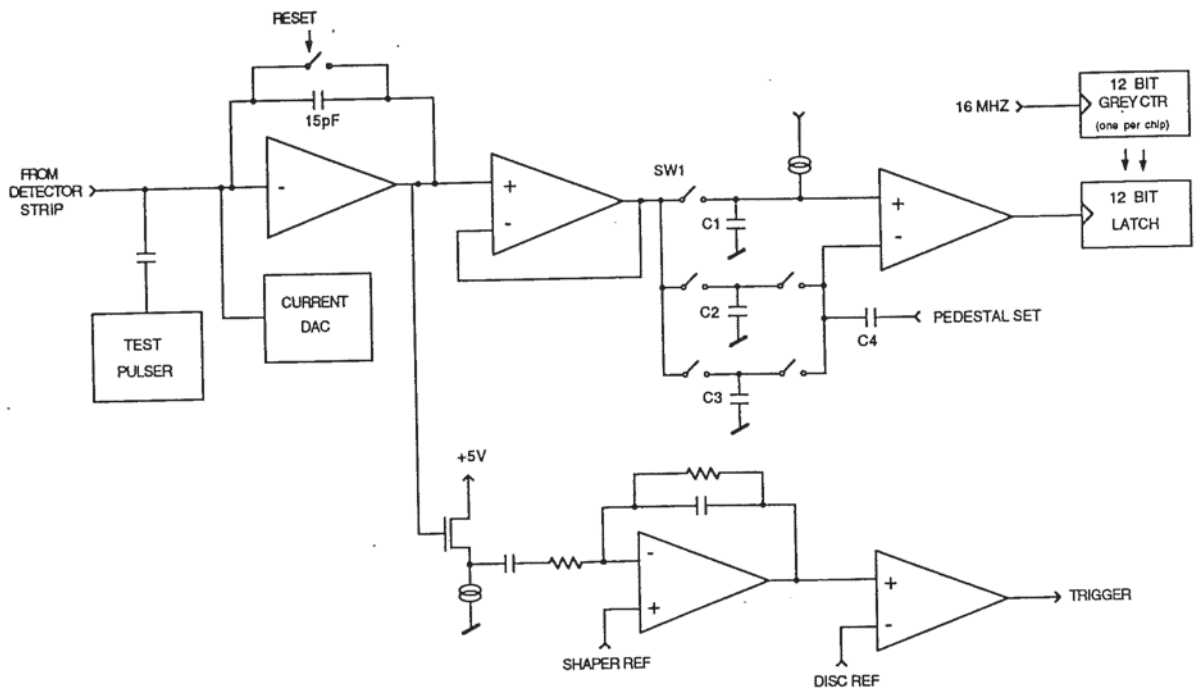 RESET
15pF
FROM
DETECTOR
STRIP
-
TEST
PULSER
CURRENT
DAC
+
-
SW1
C1
C2
C3
C4
PEDESTAL SET
+
-
16 MHZ
12 BIT
GREY CTR
(one per chip)
12 BIT
LATCH
+5V
-
+
SHAPER REF
+
-
DISC REF
TRIGGER